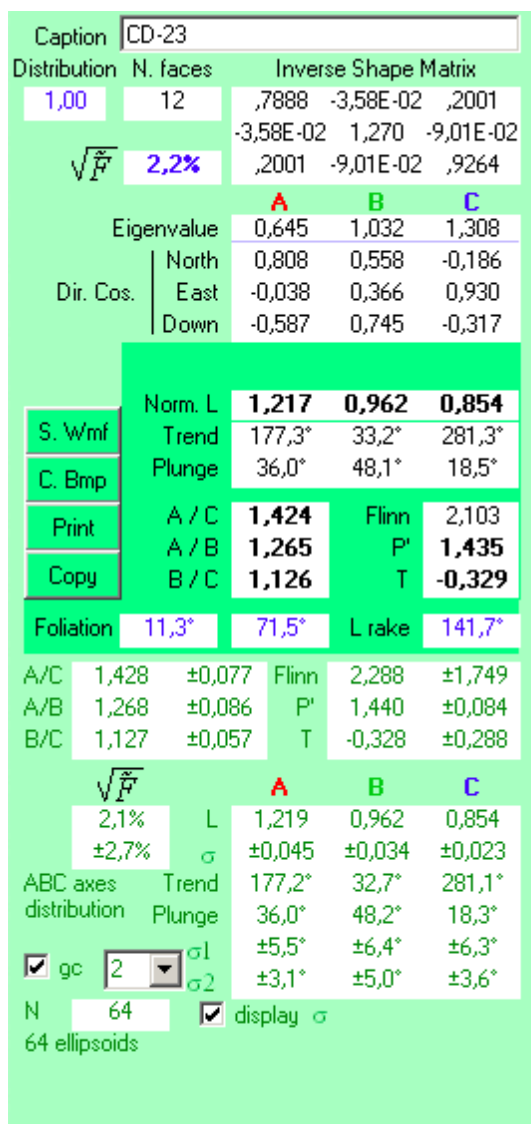 Caption CD-23
Distribution N. faces Inverse Shape Matrix
1,00 12 ,7888 -3,58E-02 ,2001
-3,58E-02 1,270 -9,01E-02
√F̃ 2,2% ,2001 -9,01E-02 ,9264
A B C
Eigenvalue 0,645 1,032 1,308
North 0,808 0,558 -0,186
Dir. Cos. East -0,038 0,366 0,930
Down -0,587 0,745 -0,317
Norm. L 1,217 0,962 0,854
S. Wmf Trend 177,3° 33,2° 281,3°
C. Bmp Plunge 36,0° 48,1° 18,5°
Print A / C 1,424 Flinn 2,103
A / B 1,265 P' 1,435
Copy B / C 1,126 T -0,329
Foliation 11,3° 71,5° L rake 141,7°
A/C 1,428 ±0,077 Flinn 2,288 ±1,749
A/B 1,268 ±0,086 P' 1,440 ±0,084
B/C 1,127 ±0,057 T -0,328 ±0,288
√F̃ A B C
2,1% L 1,219 0,962 0,854
±2,7% σ ±0,045 ±0,034 ±0,023
ABC axes Trend 177,2° 32,7° 281,1°
distribution Plunge 36,0° 48,2° 18,3°
gc 2 σ1 ±5,5° ±6,4° ±6,3°
σ2 ±3,1° ±5,0° ±3,6°
N 64 display σ
64 ellipsoids